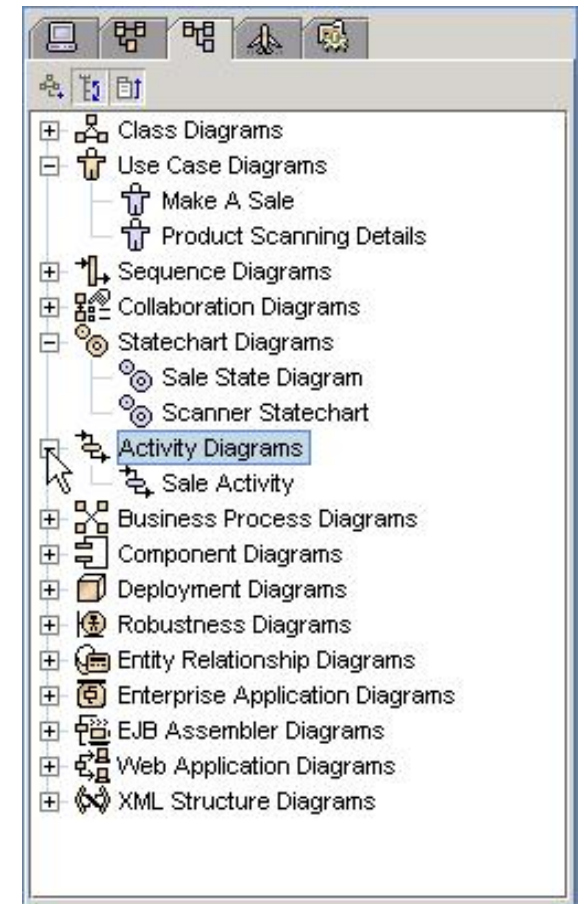 Class Diagrams
Use Case Diagrams
Make A Sale
Product Scanning Details
Sequence Diagrams
Collaboration Diagrams
Statechart Diagrams
Sale State Diagram
Scanner Statechart
Activity Diagrams
Sale Activity
Business Process Diagrams
Component Diagrams
Deployment Diagrams
Robustness Diagrams
Entity Relationship Diagrams
Enterprise Application Diagrams
EJB Assembler Diagrams
Web Application Diagrams
XML Structure Diagrams